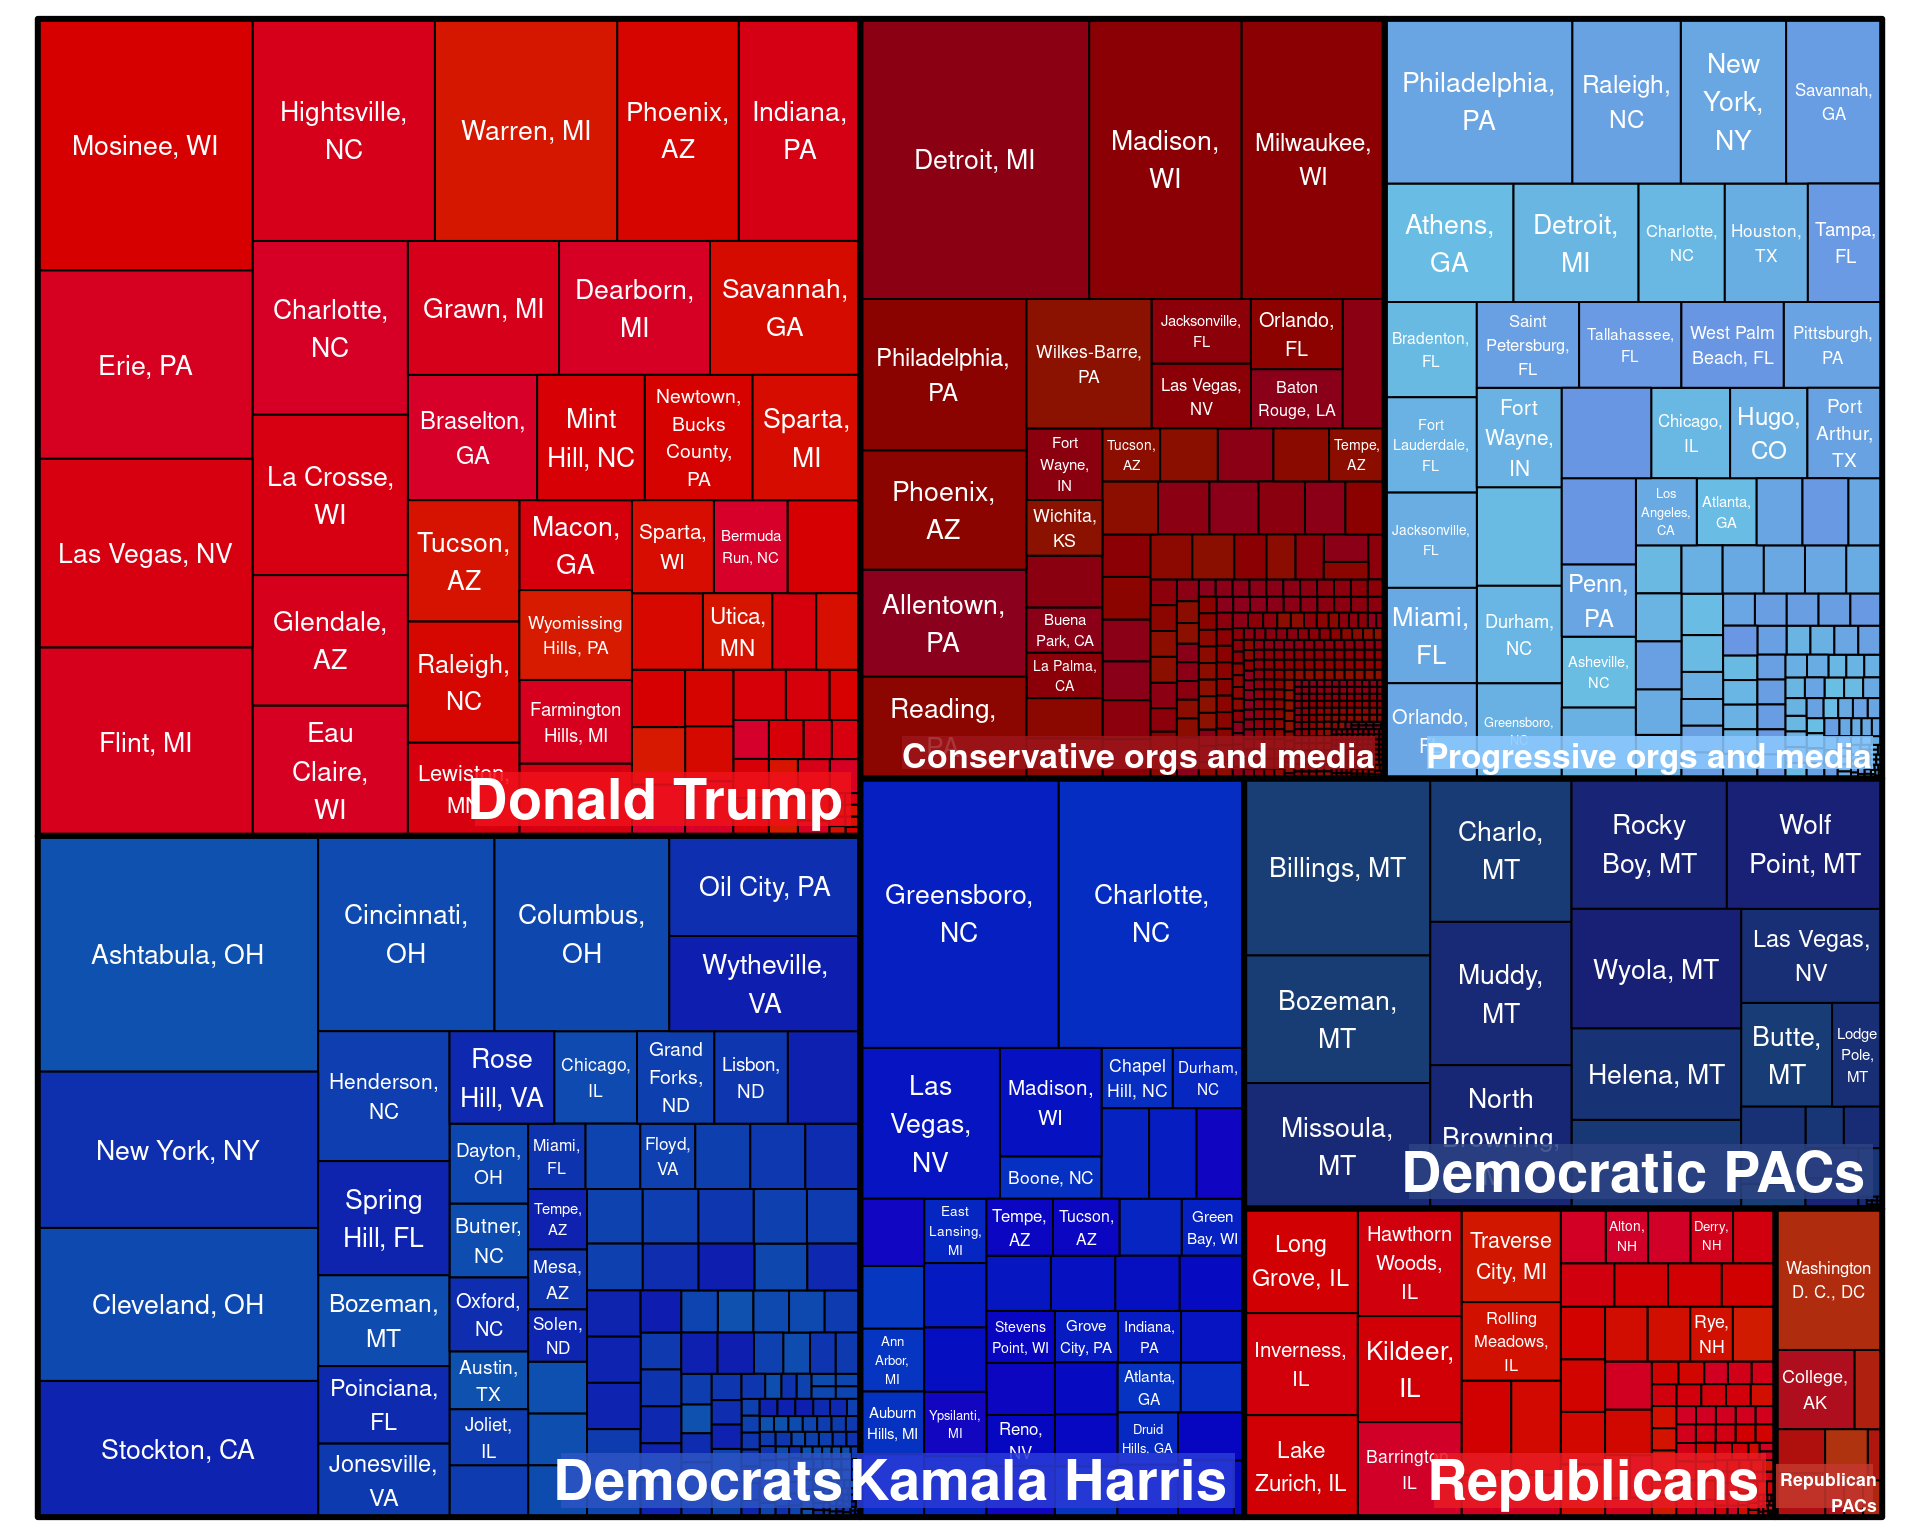 Mosinee, WI
Erie, PA
Las Vegas, NV
Flint, MI
Hightsville,
NC
Warren, MI
Phoenix,
AZ
Indiana,
PA
Charlotte,
NC
Grawn, MI
Dearborn,
MI
Savannah,
GA
La Crosse,
WI
Glendale,
AZ
Eau
Claire,
WI
Braselton,
GA
Mint
Hill, NC
Newtown,
Bucks
County,
PA
Sparta,
MI
Tucson,
AZ
Raleigh,
NC
Lewiston,
MN
Macon,
GA
Wyomissing
Hills, PA
Farmington
Hills, MI
Sparta,
WI
Bermuda
Run, NC
Utica,
MN
Donald Trump
Detroit, MI
Madison,
WI
Milwaukee,
WI
Philadelphia,
PA
Phoenix,
AZ
Allentown,
PA
Reading,
PA
Wilkes-Barre,
PA
Jacksonville,
FL
Las Vegas,
NV
Orlando,
FL
Baton
Rouge, LA
Fort
Wayne,
IN
Wichita,
KS
Buena
Park, CA
La Palma,
CA
Tucson,
AZ
Tempe,
AZ
Conservative orgs and media
Philadelphia,
PA
Raleigh,
NC
New
York,
NY
Savannah,
GA
Athens,
GA
Detroit,
MI
Charlotte,
NC
Houston,
TX
Tampa,
FL
Bradenton,
FL
Fort
Lauderdale,
FL
Jacksonville,
FL
Miami,
FL
Orlando,
FL
Saint
Petersburg,
FL
Tallahassee,
FL
West Palm
Beach, FL
Pittsburgh,
PA
Fort
Wayne,
IN
Durham,
NC
Greensboro,
NC
Chicago,
IL
Hugo,
CO
Port
Arthur,
TX
Penn,
PA
Asheville,
NC
Los
Angeles,
CA
Atlanta,
GA
Progressive orgs and media
Ashtabula, OH
New York, NY
Cleveland, OH
Stockton, CA
Cincinnati,
OH
Columbus,
OH
Oil City, PA
Wytheville,
VA
Henderson,
NC
Spring
Hill, FL
Bozeman,
MT
Poinciana,
FL
Jonesville,
VA
Rose
Hill, VA
Chicago,
IL
Grand
Forks,
ND
Lisbon,
ND
Dayton,
OH
Butner,
NC
Oxford,
NC
Austin,
TX
Joliet,
IL
Miami,
FL
Tempe,
AZ
Mesa,
AZ
Solen,
ND
Floyd,
VA
Democrats
Greensboro,
NC
Charlotte,
NC
Las
Vegas,
NV
Madison,
WI
Boone, NC
Chapel
Hill, NC
Durham,
NC
East
Lansing,
MI
Tempe,
AZ
Tucson,
AZ
Green
Bay, WI
Ann
Arbor,
MI
Auburn
Hills, MI
Ypsilanti,
MI
Stevens
Point, WI
Reno,
NV
Grove
City, PA
Indiana,
PA
Atlanta,
GA
Druid
Hills, GA
Kamala Harris
Billings, MT
Bozeman,
MT
Missoula,
MT
Charlo,
MT
Muddy,
MT
North
Browning,
Rocky
Boy, MT
Wolf
Point, MT
Wyola, MT
Helena, MT
Las Vegas,
NV
Butte,
MT
Lodge
Pole,
MT
Democratic PACs
Long
Grove, IL
Inverness,
IL
Lake
Zurich, IL
Hawthorn
Woods,
IL
Kildeer,
IL
Barrington,
IL
Traverse
City, MI
Rolling
Meadows,
IL
Alton,
NH
Derry,
NH
Rye,
NH
Republicans
Washington
D. C., DC
College,
AK
Republican
PACs